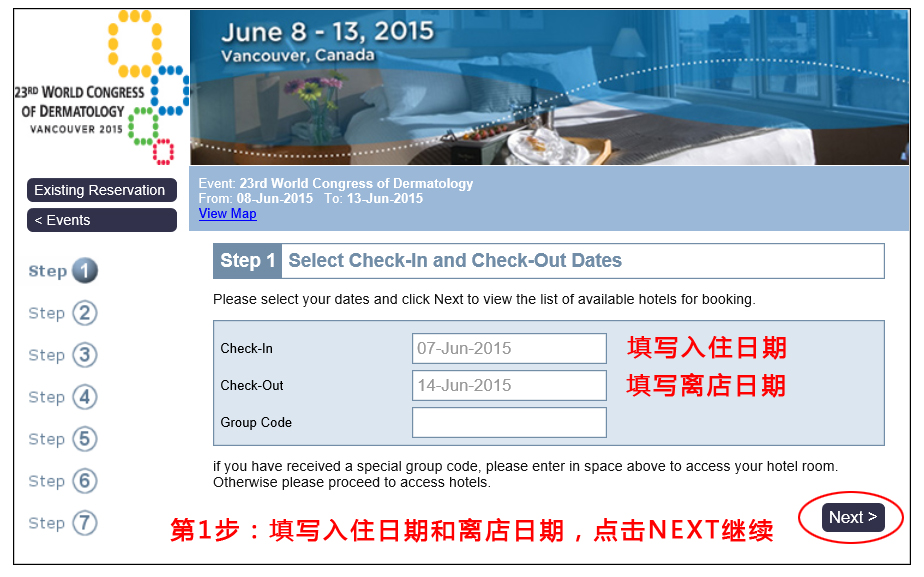 23RD WORLD CONGRESS
OF DERMATOLOGY
VANCOUVER 2015
June 8 - 13, 2015
Vancouver, Canada
Existing Reservation
< Events
Event: 23rd World Congress of Dermatology
From: 08-Jun-2015 To: 13-Jun-2015
View Map
Step 1
Step 2
Step 3
Step 4
Step 5
Step 6
Step 7
Step 1 Select Check-In and Check-Out Dates
Please select your dates and click Next to view the list of available hotels for booking.
Check-In 07-Jun-2015 填写入住日期
Check-Out 14-Jun-2015 填写离店日期
Group Code
if you have received a special group code, please enter in space above to access your hotel room.
Otherwise please proceed to access hotels.
Next >
第1步：填写入住日期和离店日期，点击NEXT继续